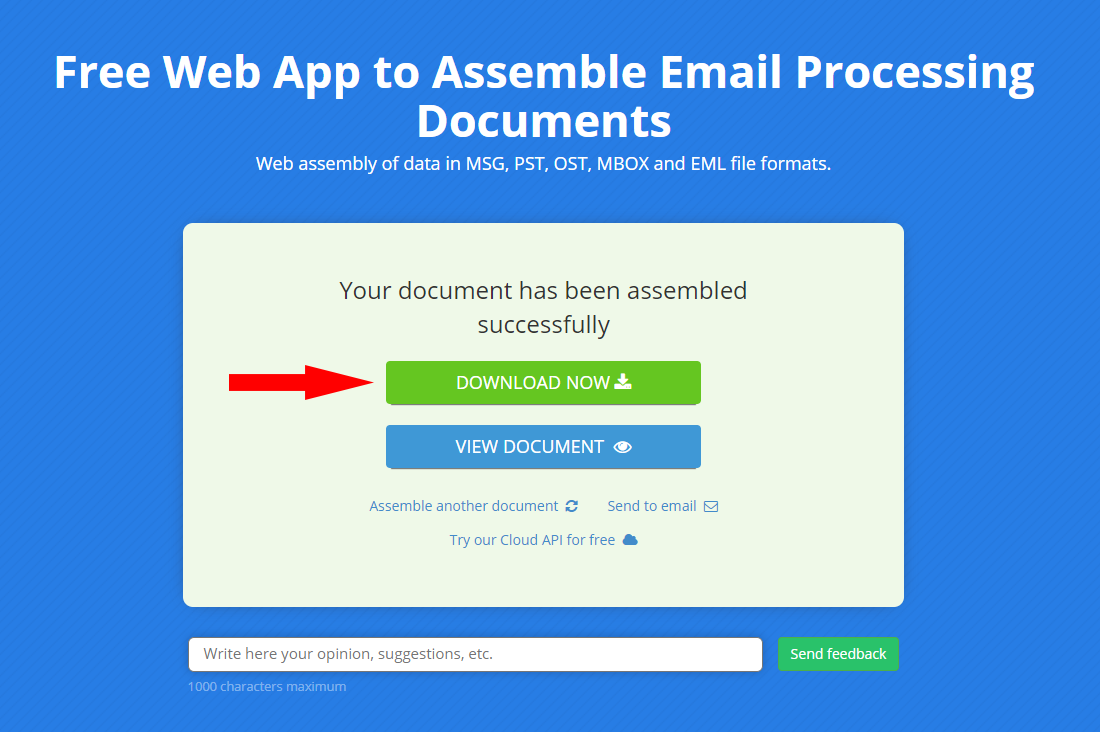 Free Web App to Assemble Email Processing
Documents
Web assembly of data in MSG, PST, OST, MBOX and EML file formats.
Your document has been assembled
successfully
DOWNLOAD NOW
VIEW DOCUMENT
Assemble another document Send to email
Try our Cloud API for free
Write here your opinion, suggestions, etc. Send feedback
1000 characters maximum